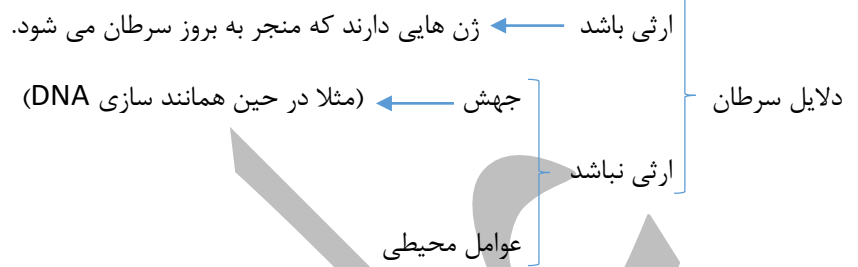 ارثی باشد ژن هایی دارند که منجر به بروز سرطان می شود.
دلایل سرطان
جهش (مثلا در حین همانند سازی DNA)
ارثی نباشد
عوامل محیطی